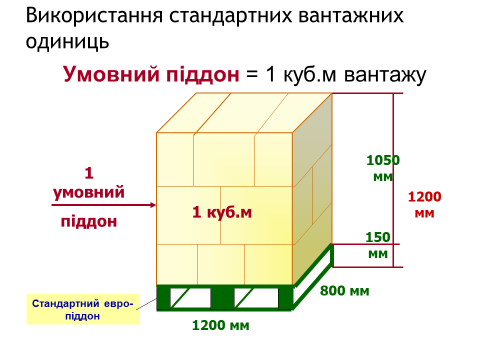 Використання стандартних вантажних
одиниць
Умовний піддон = 1 куб.м вантажу
1
умовний
піддон
1 куб.м
1050
мм
1200
мм
150
мм
800 мм
Стандартний евро-
піддон
1200 мм